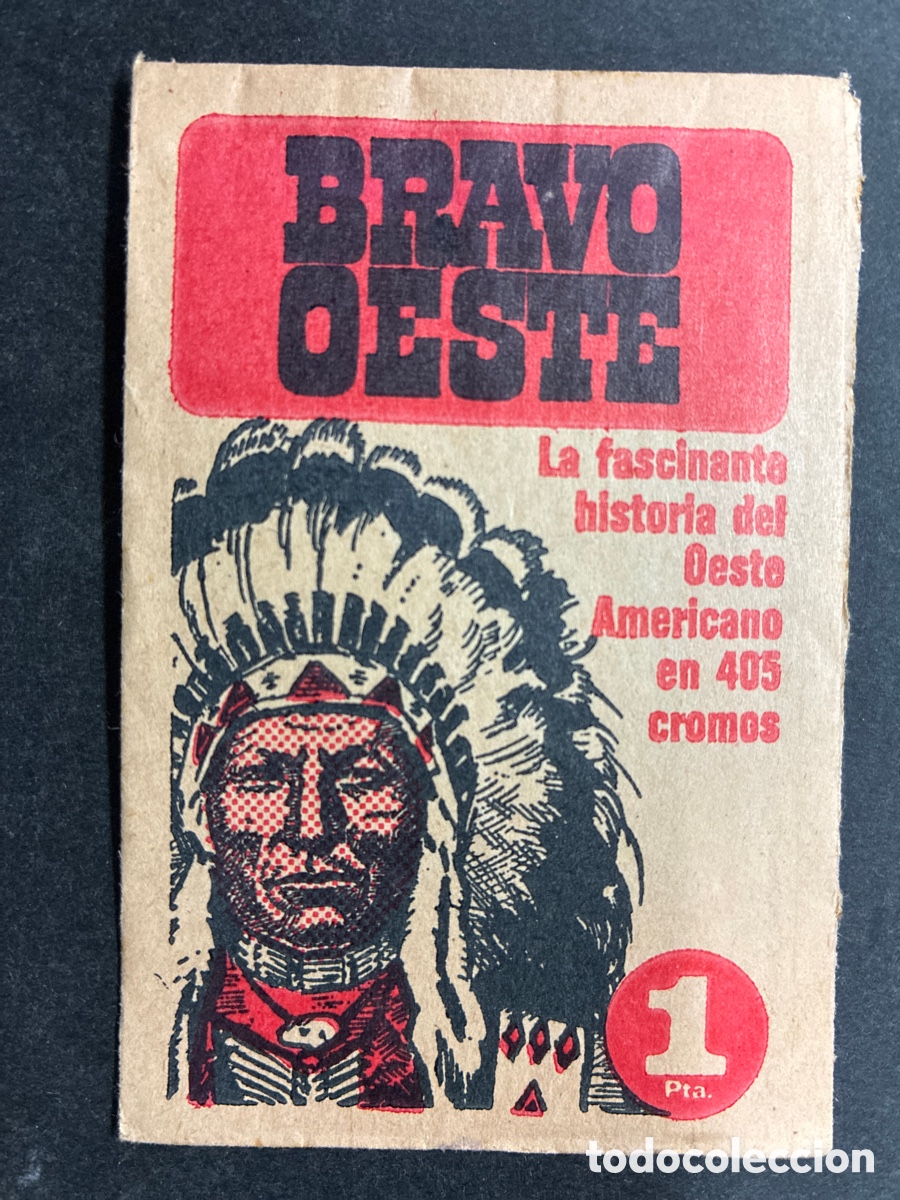 BRAVO
OESTE
La fascinante
historia del
Oeste
Americano
en 405
cromos
1
Pta.
todocoleccion